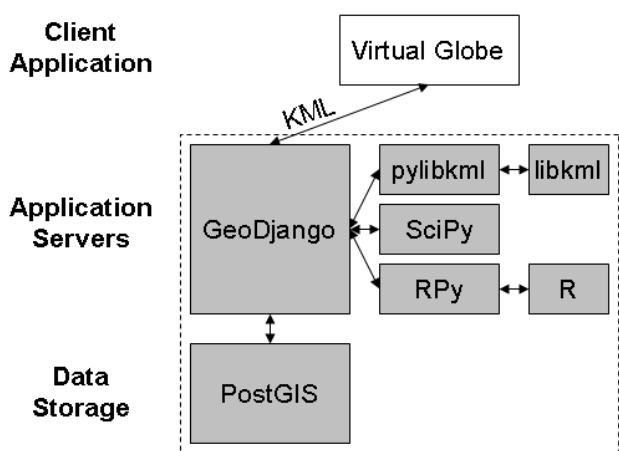 Client
Application
Virtual Globe
KML
Application
Servers
GeoDjango
pylibkml
libkml
SciPy
RPy
R
Data
Storage
PostGIS